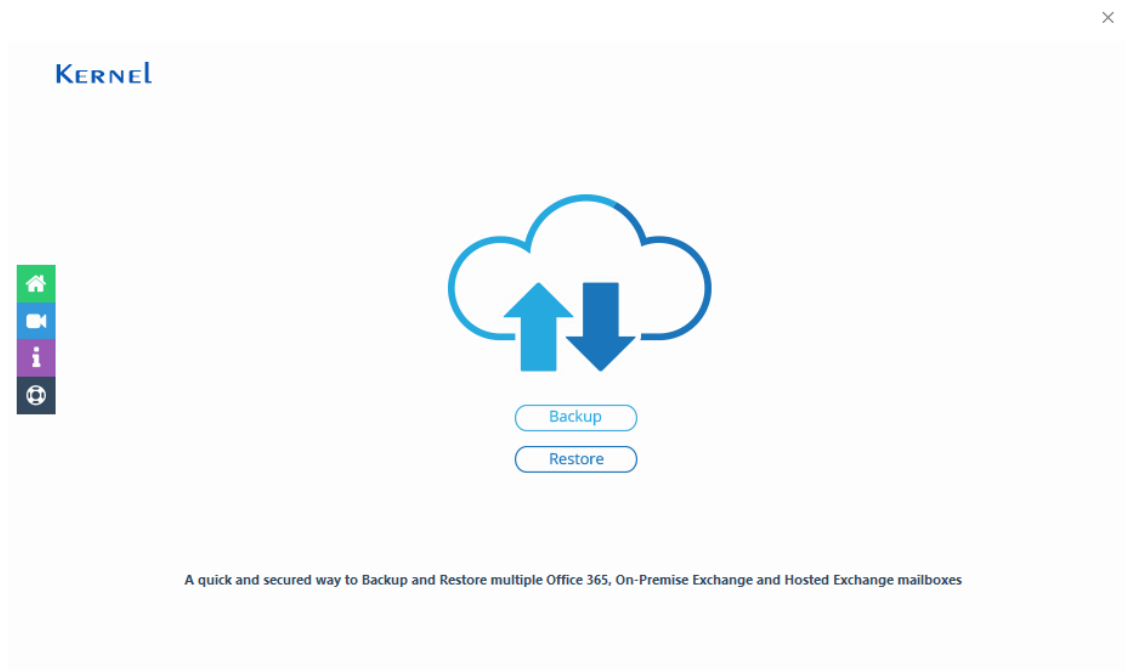 KERNEL
Backup
Restore
A quick and secured way to Backup and Restore multiple Office 365, On-Premise Exchange and Hosted Exchange mailboxes